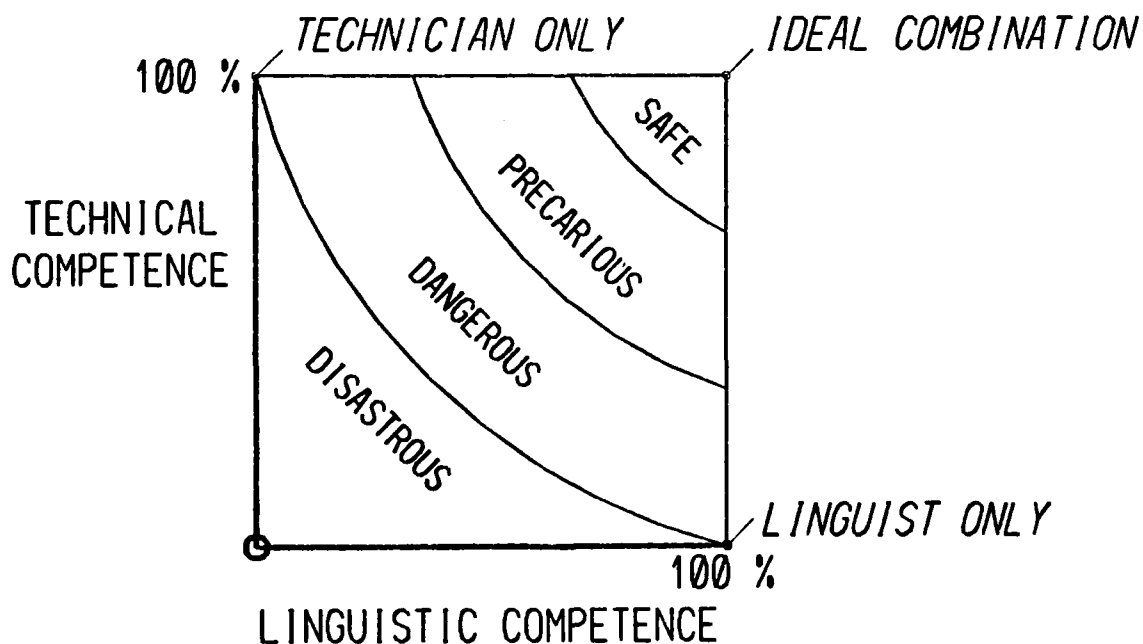 TECHNICIAN ONLY
IDEAL COMBINATION
100 %
SAFE
PRECARIOUS
TECHNICAL
COMPETENCE
DANGEROUS
DISASTROUS
LINGUIST ONLY
100 %
LINGUISTIC COMPETENCE